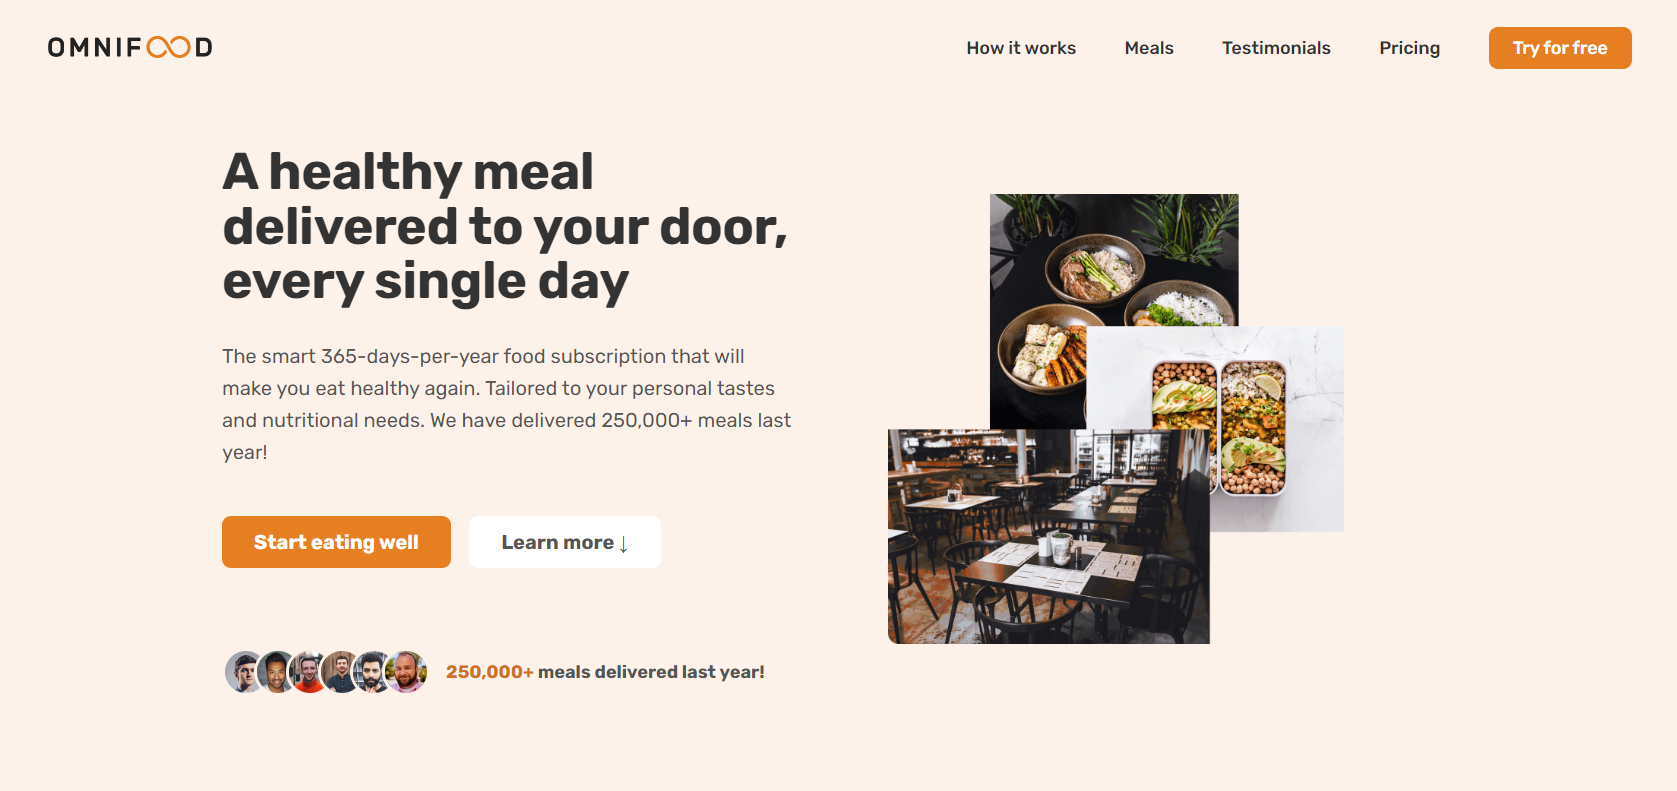 OMNIFOOD
How it works
Meals
Testimonials
Pricing
Try for free
A healthy meal
delivered to your door,
every single day
The smart 365-days-per-year food subscription that will
make you eat healthy again. Tailored to your personal tastes
and nutritional needs. We have delivered 250,000+ meals last
year!
Start eating well
Learn more ↓
250,000+ meals delivered last year!